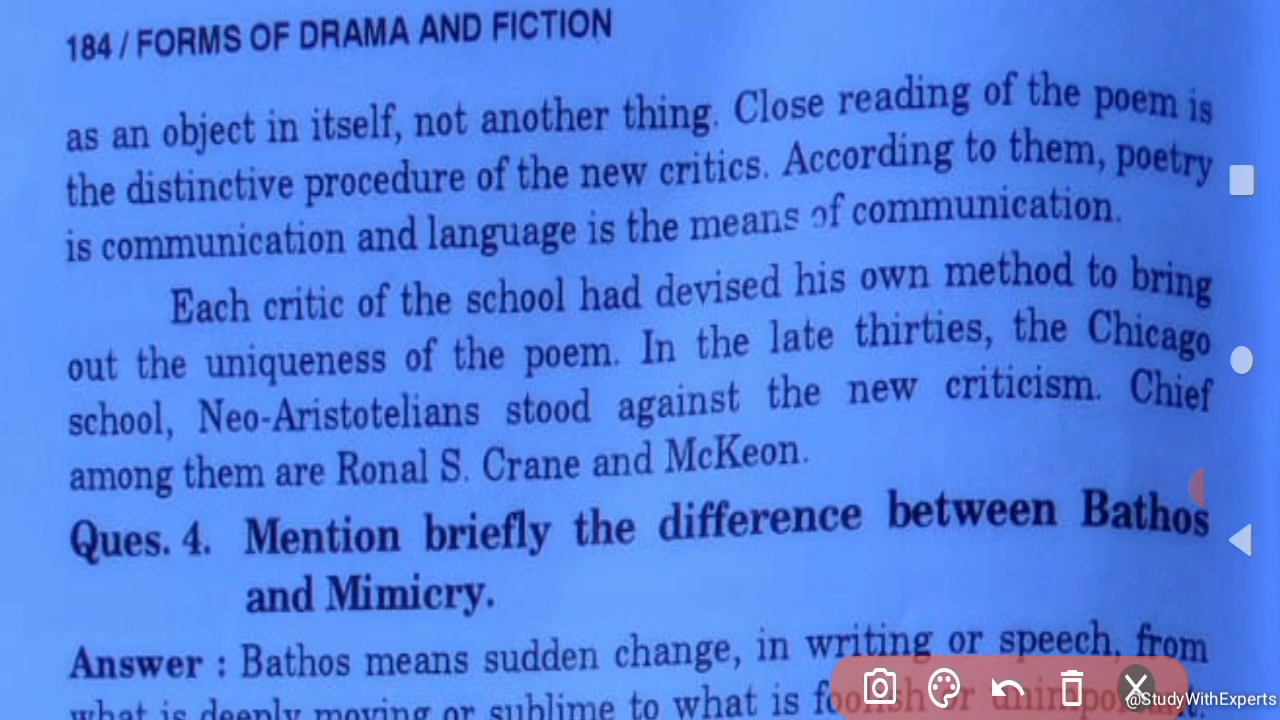 184 / FORMS OF DRAMA AND FICTION
as an object in itself, not another thing. Close reading of the poem is
the distinctive procedure of the new critics. According to them, poetry
is communication and language is the means of communication.
Each critic of the school had devised his own method to bring
out the uniqueness of the poem. In the late thirties, the Chicago
school, Neo-Aristotelians stood against the new criticism. Chief
among them are Ronal S. Crane and McKeon.
Ques. 4. Mention briefly the difference between Bathos
and Mimicry.
Answer : Bathos means sudden change, in writing or speech, from
what is deeply moving or sublime to what is foolish or unimportant.
@StudyWithExperts